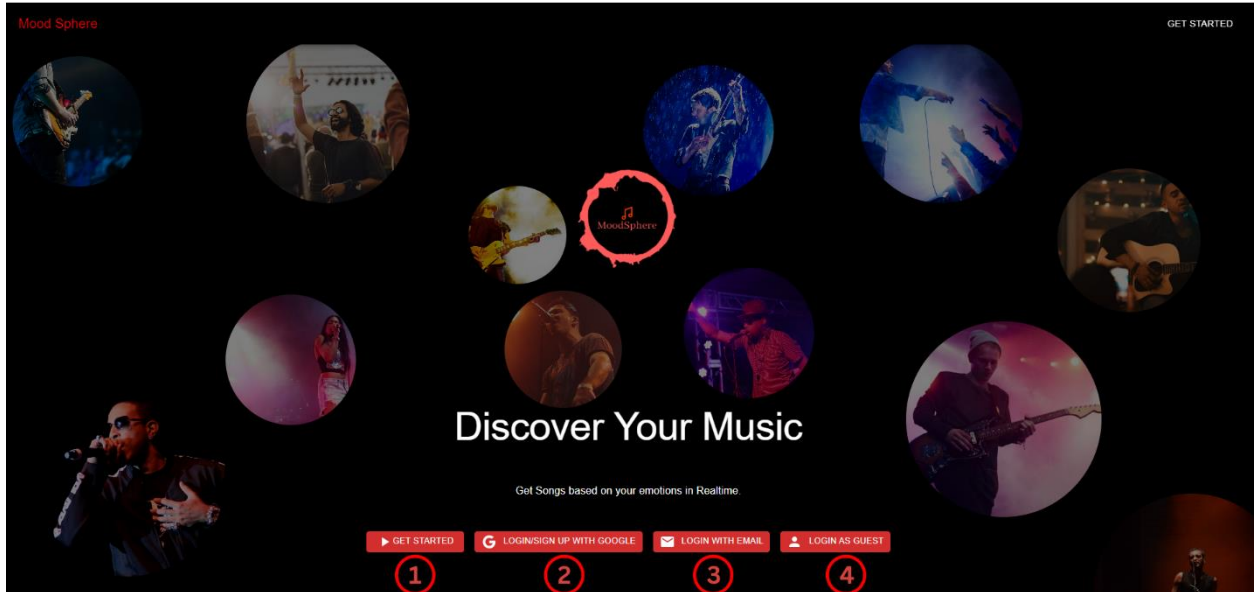 Mood Sphere
GET STARTED
MoodSphere
Discover Your Music
Get Songs based on your emotions in Realtime.
GET STARTED
LOGIN/SIGN UP WITH GOOGLE
LOGIN WITH EMAIL
LOGIN AS GUEST
1 2 3 4